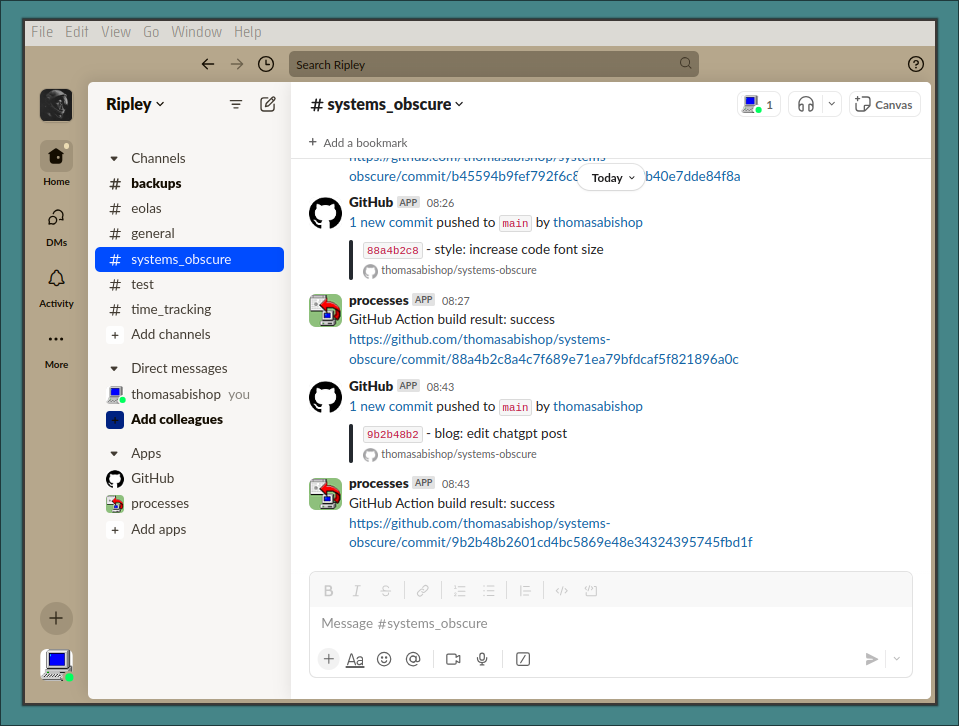 File Edit View Go Window Help
Search Ripley
Ripley
# systems_obscure
1
Canvas
+ Add a bookmark
Home
DMs
Activity
More
Channels
# backups
# eolas
# general
# systems_obscure
# test
# time_tracking
+ Add channels
Direct messages
thomasabishop you
+ Add colleagues
Apps
GitHub
processes
+ Add apps
https://github.com/thomasabishop/systems-
obscure/commit/b45594b9fef792f6c8 b40e7dde84f8a
Today
GitHub APP 08:26
1 new commit pushed to main by thomasabishop
88a4b2c8 - style: increase code font size
thomasabishop/systems-obscure
processes APP 08:27
GitHub Action build result: success
https://github.com/thomasabishop/systems-
obscure/commit/88a4b2c8a4c7f689e71ea79bfdcaf5f821896a0c
GitHub APP 08:43
1 new commit pushed to main by thomasabishop
9b2b48b2 - blog: edit chatgpt post
thomasabishop/systems-obscure
processes APP 08:43
GitHub Action build result: success
https://github.com/thomasabishop/systems-
obscure/commit/9b2b48b2601cd4bc5869e48e34324395745fbd1f
B I S
Message #systems_obscure
+ Aa